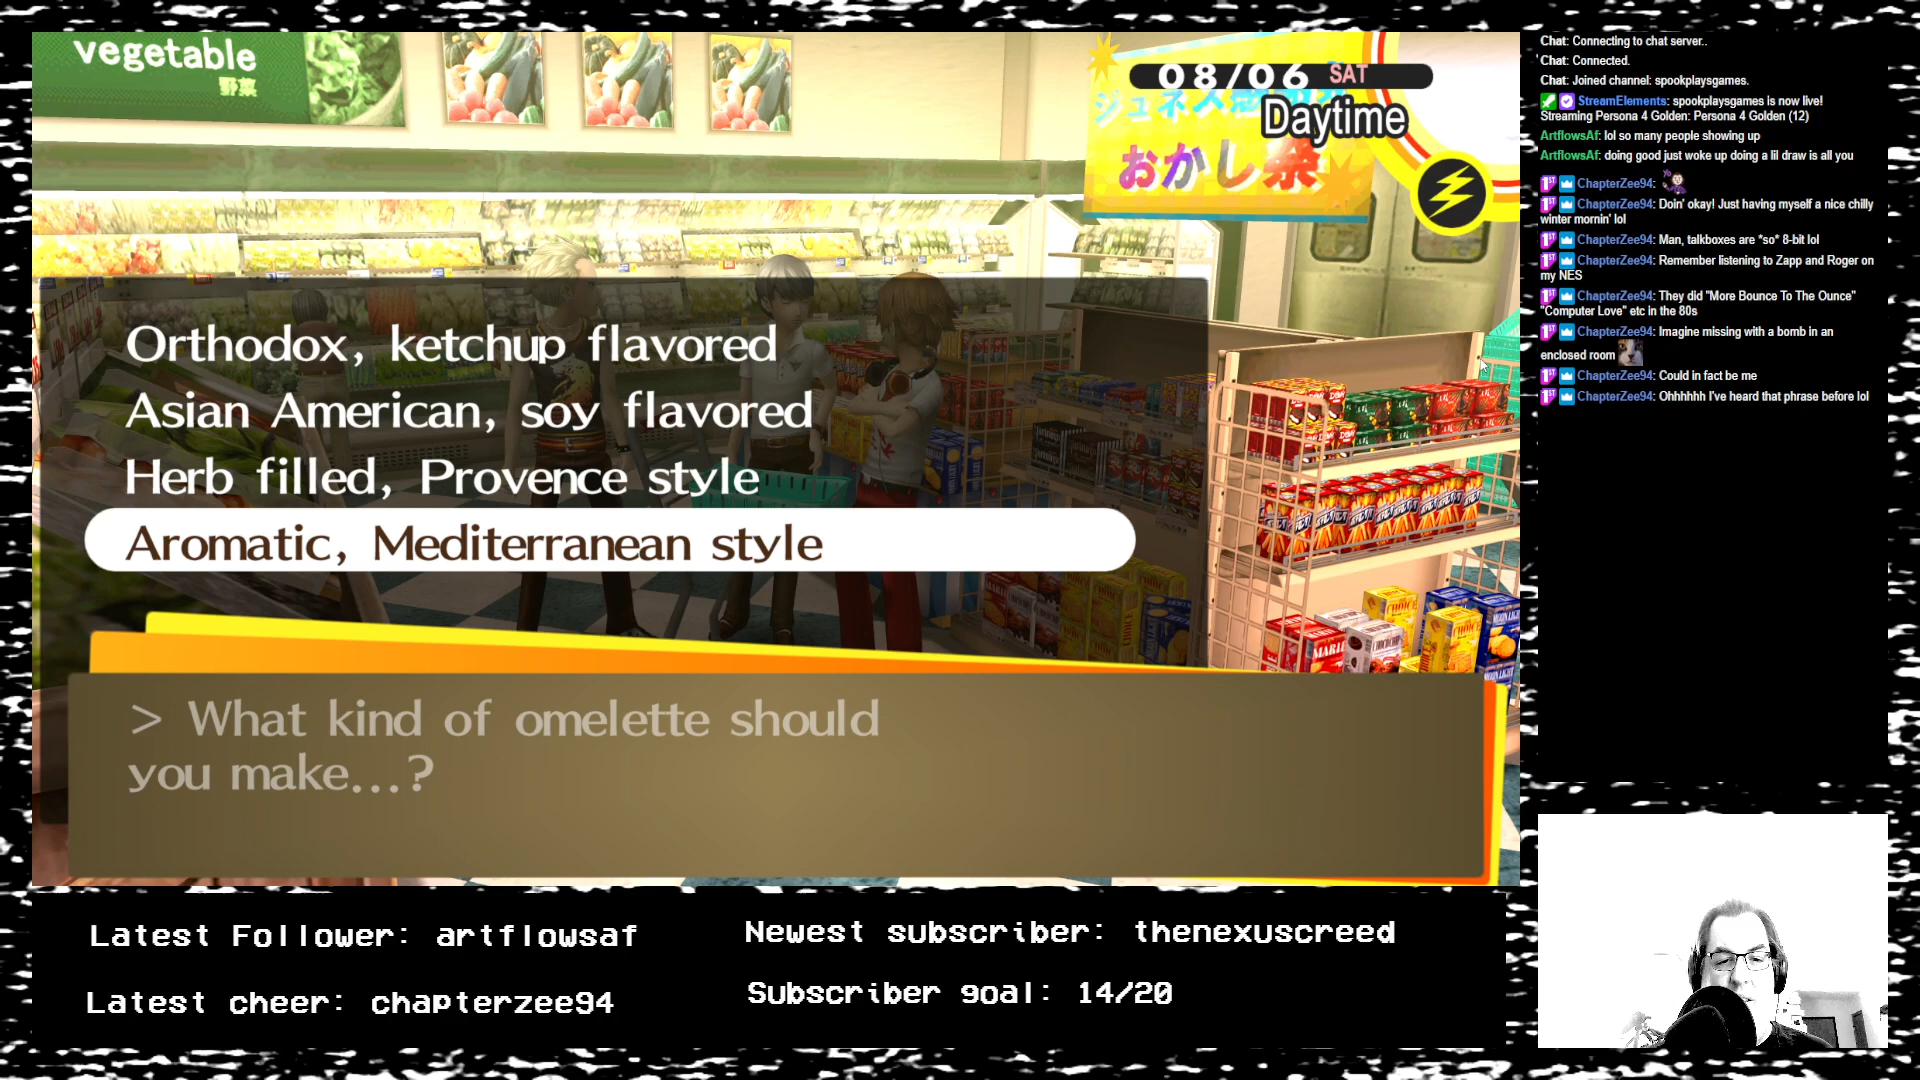 vegetable
野菜
08/06 SAT
Daytime
おかし祭
Orthodox, ketchup flavored
Asian American, soy flavored
Herb filled, Provence style
Aromatic, Mediterranean style
> What kind of omelette should
you make...?
Chat: Connecting to chat server..
Chat: Connected.
Chat: Joined channel: spookplaysgames.
StreamElements: spookplaysgames is now live!
Streaming Persona 4 Golden: Persona 4 Golden (12)
ArtflowsAf: lol so many people showing up
ArtflowsAf: doing good just woke up doing a lil draw is all you
ChapterZee94:
ChapterZee94: Doin' okay! Just having myself a nice chilly
winter mornin' lol
ChapterZee94: Man, talkboxes are *so* 8-bit lol
ChapterZee94: Remember listening to Zapp and Roger on
my NES
ChapterZee94: They did "More Bounce To The Ounce"
"Computer Love" etc in the 80s
ChapterZee94: Imagine missing with a bomb in an
enclosed room
ChapterZee94: Could in fact be me
ChapterZee94: Ohhhhhh I've heard that phrase before lol
Latest Follower: artflowsaf
Newest subscriber: thenexuscreed
Latest cheer: chapterzee94
Subscriber goal: 14/20